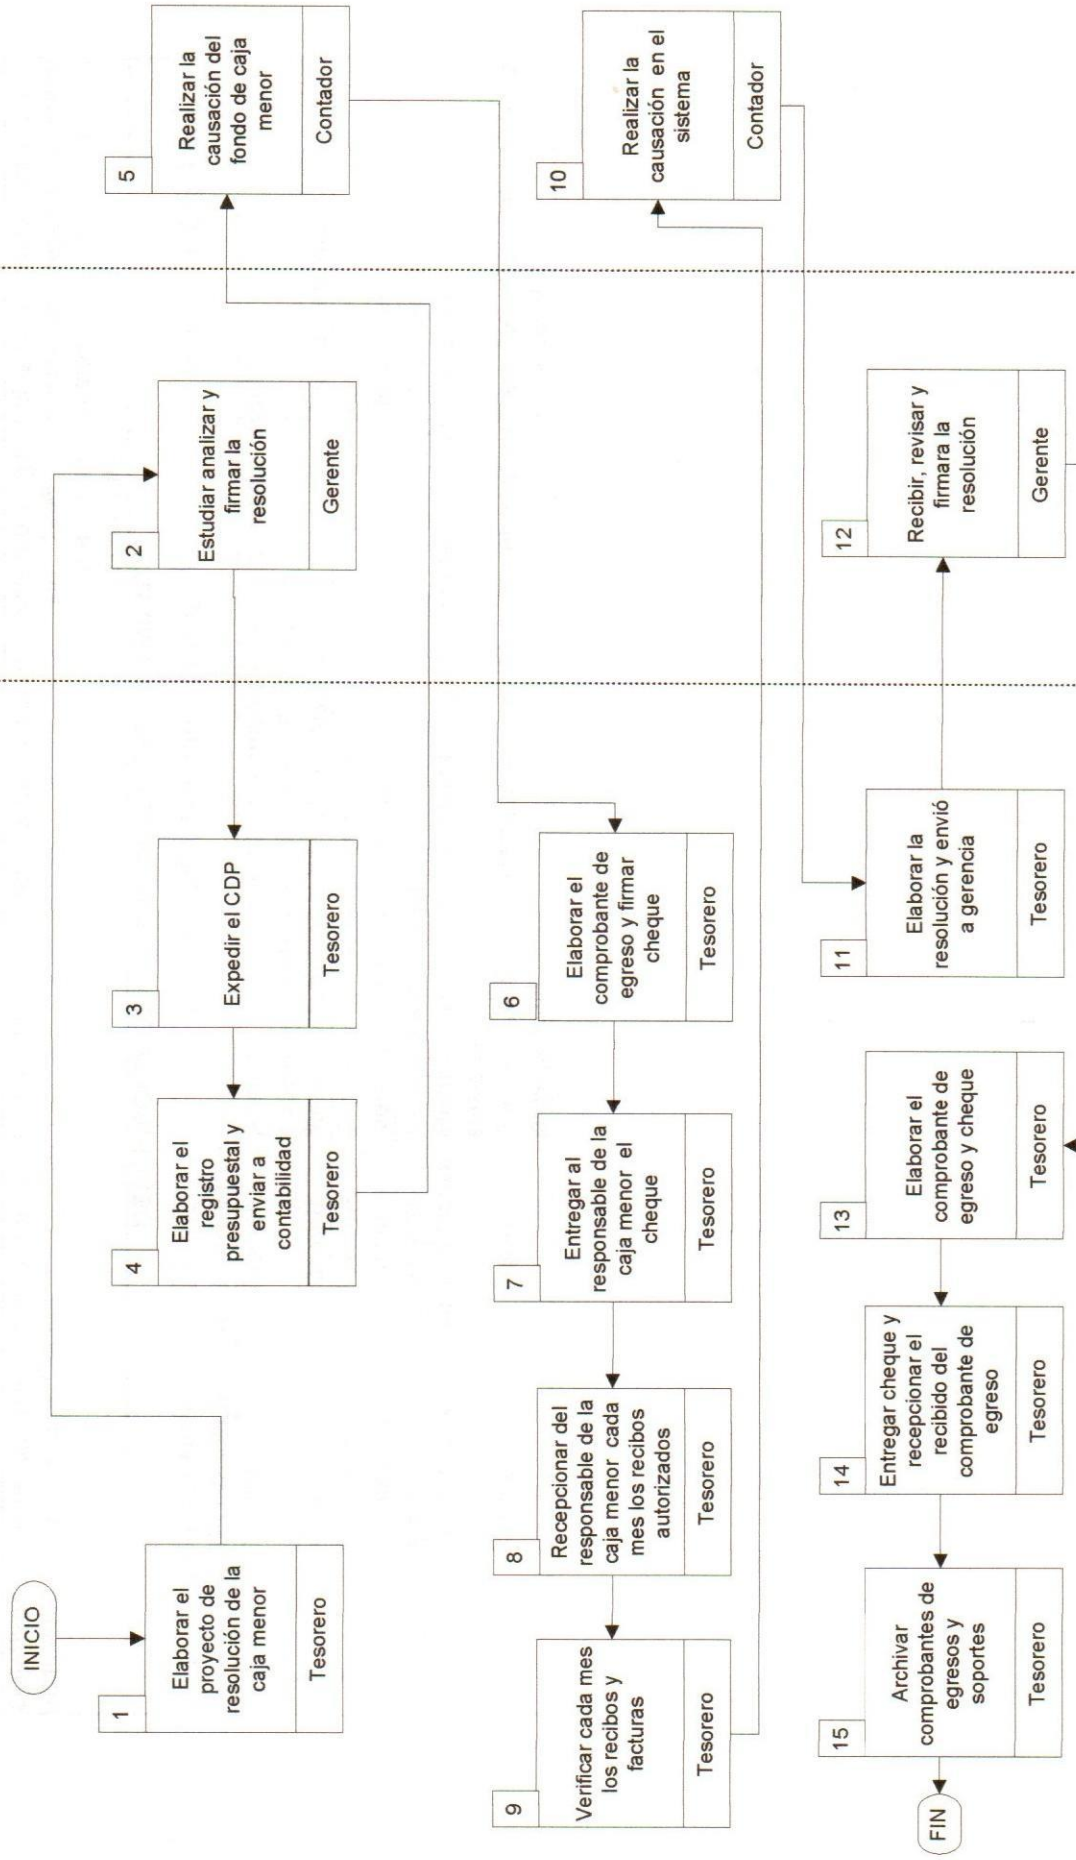 INICIO
1
Elaborar el
proyecto de
resolución de la
caja menor
Tesorero
2
Estudiar analizar y
firmar la
resolución
Gerente
3
Expedir el CDP
Tesorero
4
Elaborar el
registro
presupuestal y
enviar a
contabilidad
Tesorero
5
Realizar la
causación del
fondo de caja
menor
Contador
6
Elaborar el
comprobante de
egreso y firmar
cheque
Tesorero
7
Entregar al
responsable de la
caja menor el
cheque
Tesorero
8
Recepcionar del
responsable de la
caja menor cada
mes los recibos
autorizados
Tesorero
9
Verificar cada mes
los recibos y
facturas
Tesorero
10
Realizar la
causación en el
sistema
Contador
11
Elaborar la
resolución y envió
a gerencia
Tesorero
12
Recibir, revisar y
firmara la
resolución
Gerente
13
Elaborar el
comprobante de
egreso y cheque
Tesorero
14
Entregar cheque y
recepcionar el
recibido del
comprobante de
egreso
Tesorero
15
Archivar
comprobantes de
egresos y
soportes
Tesorero
FIN